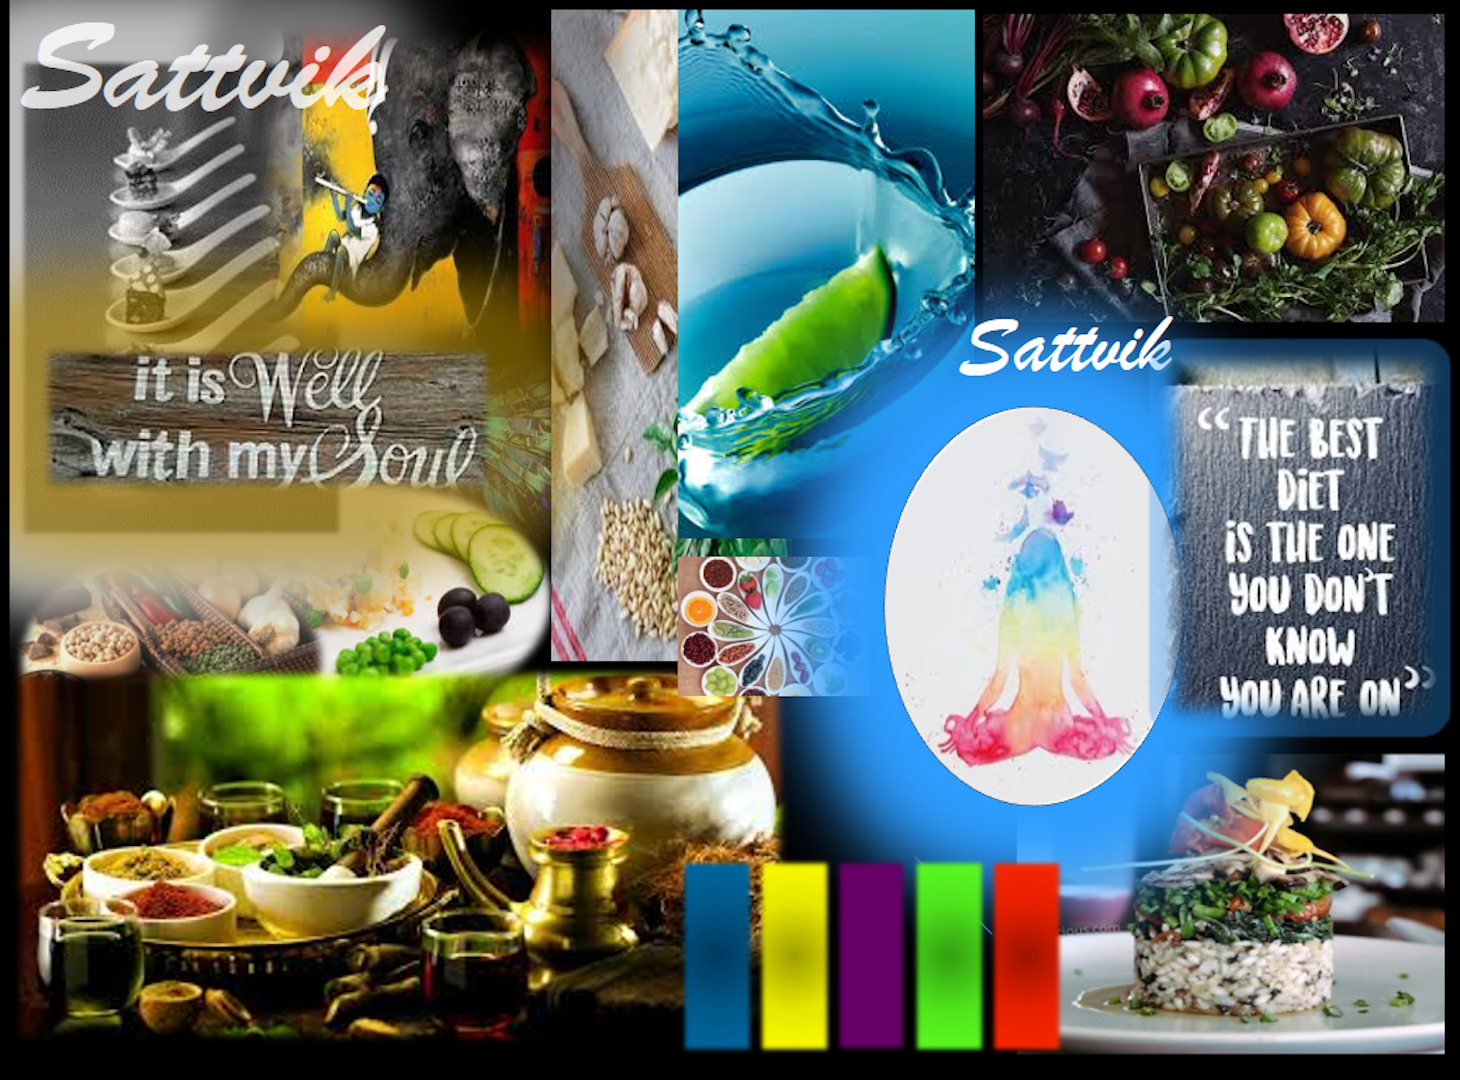 Sattvik
it is Well
with my Soul
Sattvik
“THE BEST
DiET
iS THE ONE
YOU DON'T
KNOW
YOU ARE ON”